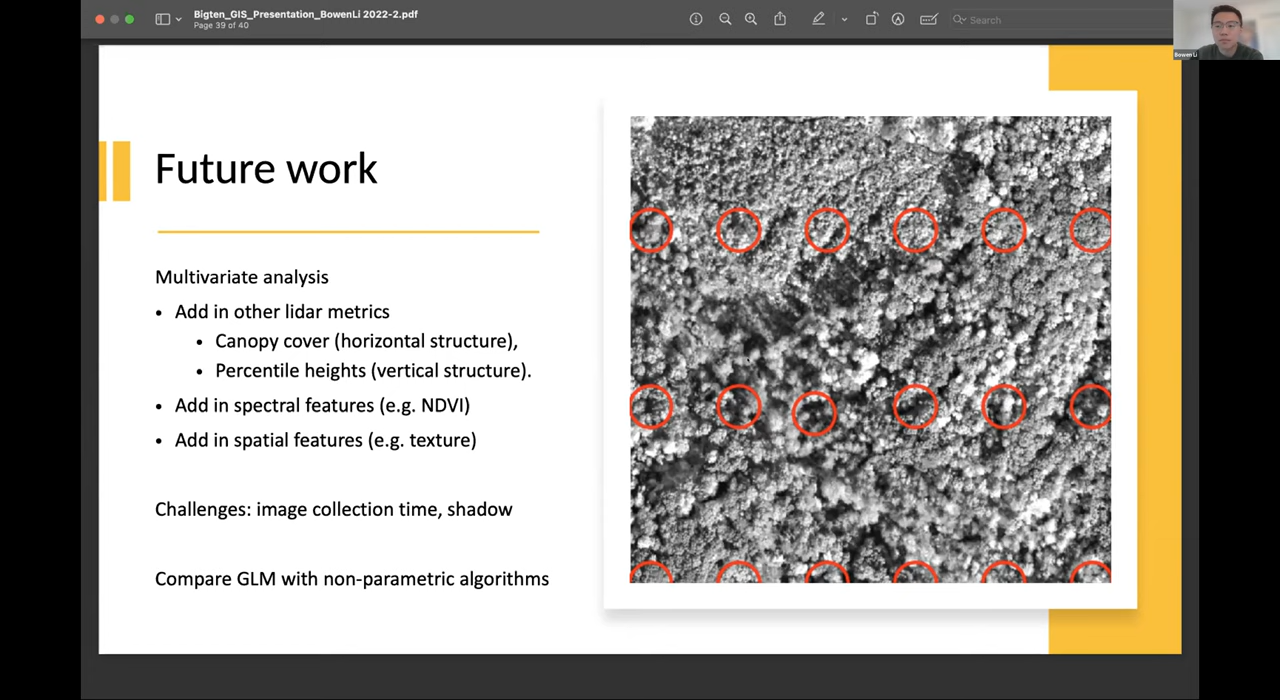 Bigten_GIS_Presentation_BowenLi 2022-2.pdf
Page 39 of 40
Search
Bowen Li
Future work
Multivariate analysis
• Add in other lidar metrics
• Canopy cover (horizontal structure),
• Percentile heights (vertical structure).
• Add in spectral features (e.g. NDVI)
• Add in spatial features (e.g. texture)
Challenges: image collection time, shadow
Compare GLM with non-parametric algorithms